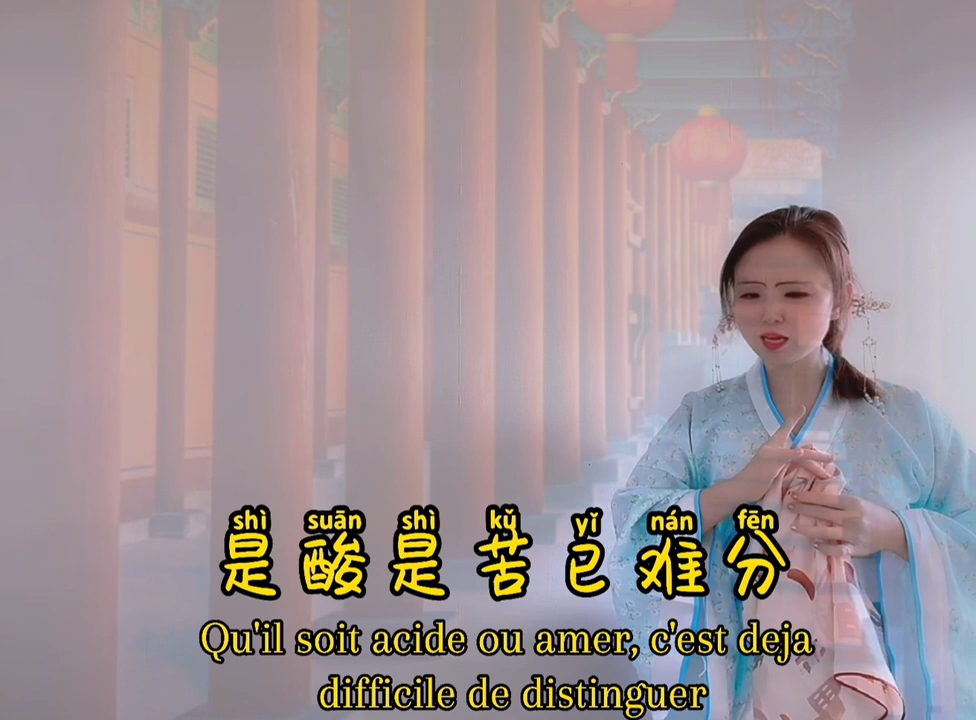 shì suān shì kǔ yǐ nán fēn
是酸是苦已难分
Qu'il soit acide ou amer, c'est deja
difficile de distinguer